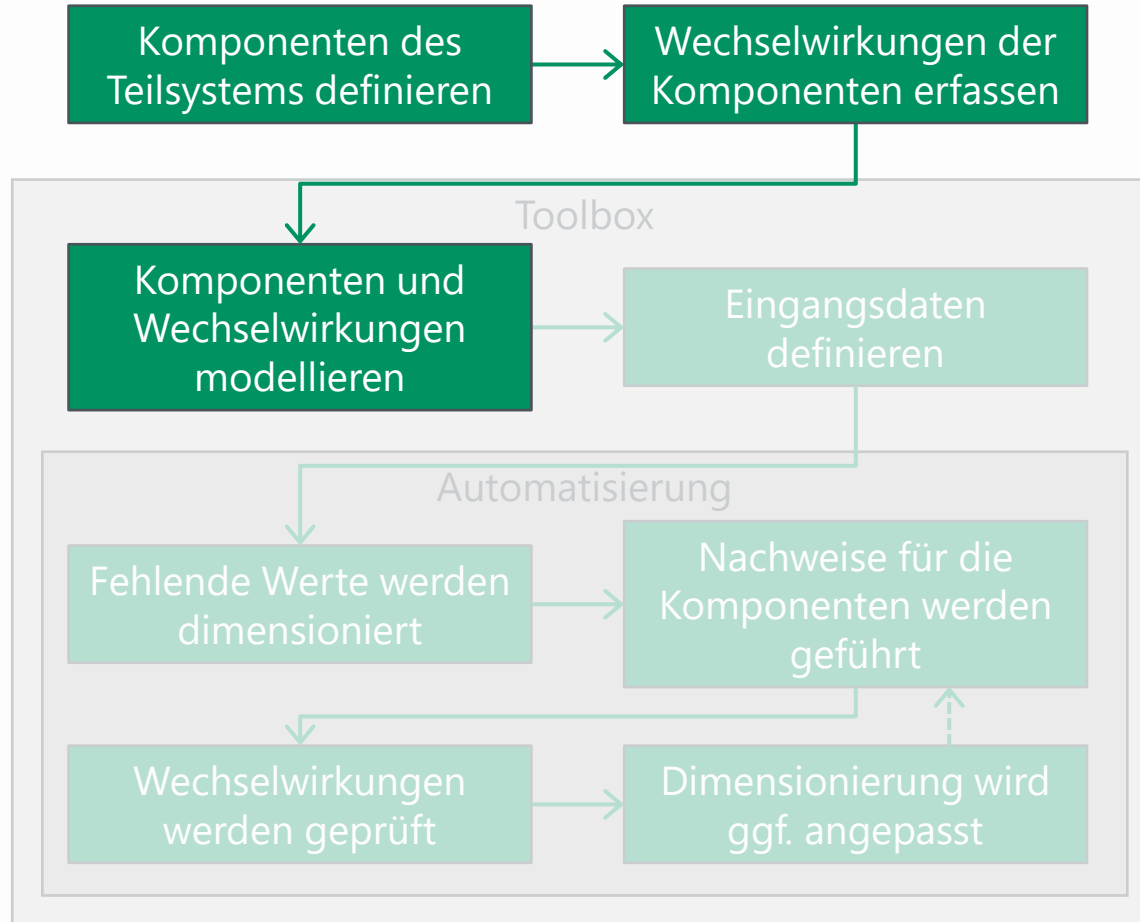 Komponenten des
Teilsystems definieren
Wechselwirkungen der
Komponenten erfassen
Toolbox
Komponenten und
Wechselwirkungen
modellieren
Eingangsdaten
definieren
Automatisierung
Fehlende Werte werden
dimensioniert
Nachweise für die
Komponenten werden
geführt
Wechselwirkungen
werden geprüft
Dimensionierung wird
ggf. angepasst